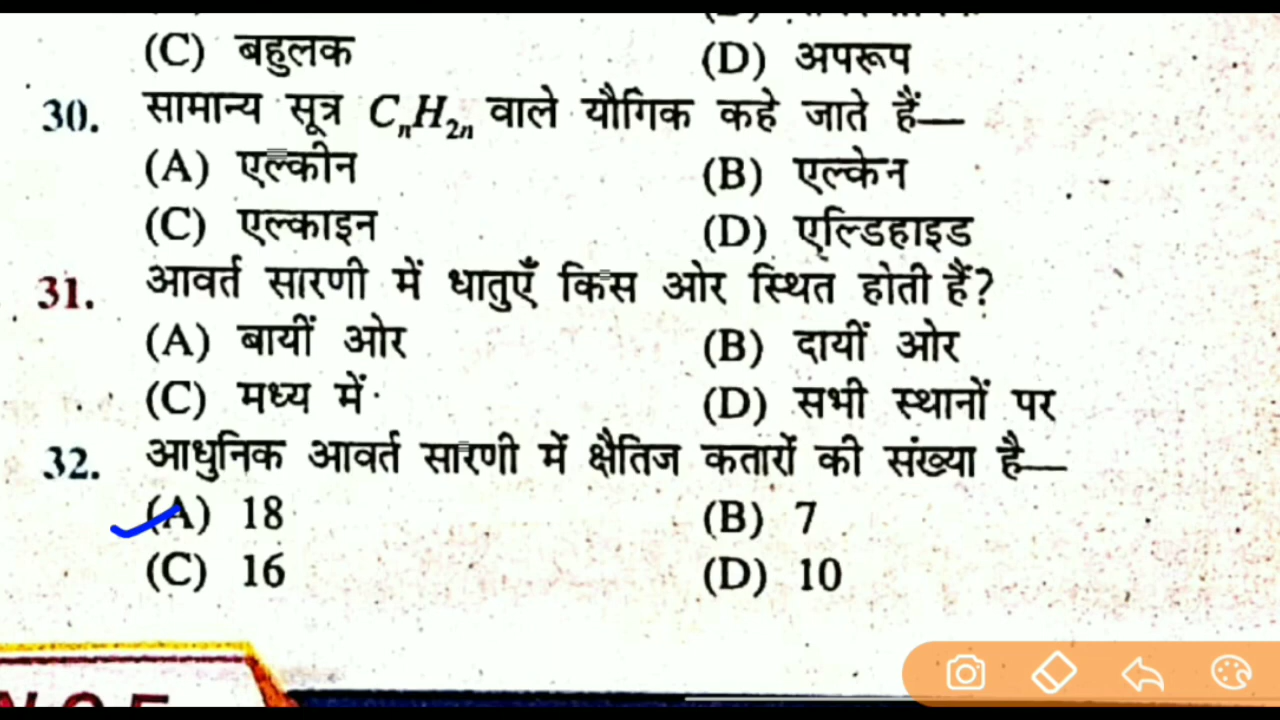 (C) बहुलक (D) अपरूप
30. सामान्य सूत्र CₙH₂ₙ वाले यौगिक कहे जाते हैं—
(A) एल्कीन (B) एल्केन
(C) एल्काइन (D) एल्डिहाइड
31. आवर्त सारणी में धातुएँ किस ओर स्थित होती हैं?
(A) बायीं ओर (B) दायीं ओर
(C) मध्य में (D) सभी स्थानों पर
32. आधुनिक आवर्त सारणी में क्षैतिज कतारों की संख्या है—
(A) 18 (B) 7
(C) 16 (D) 10